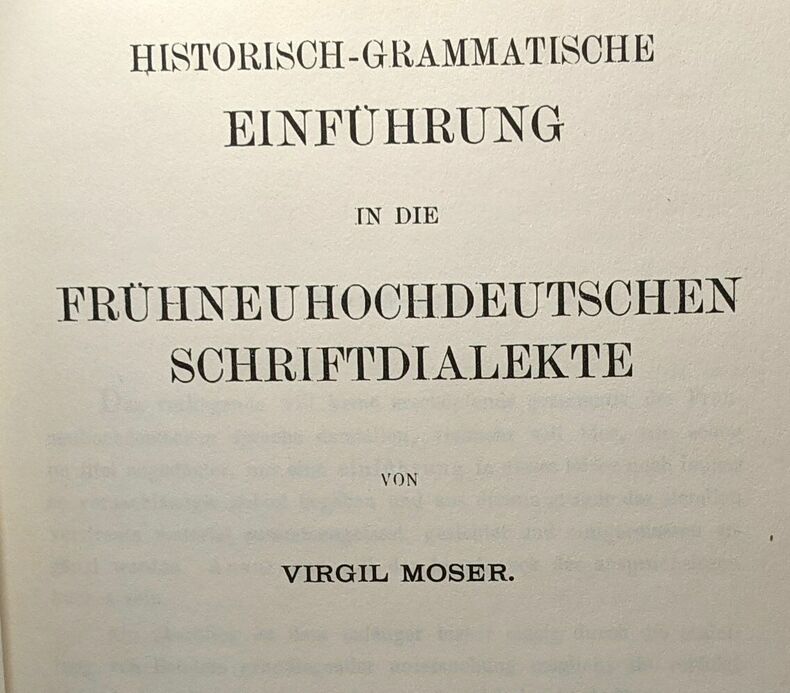 HISTORISCH-GRAMMATISCHE
EINFÜHRUNG
IN DIE
FRÜHNEUHOCHDEUTSCHEN
SCHRIFTDIALEKTE
VON
VIRGIL MOSER.